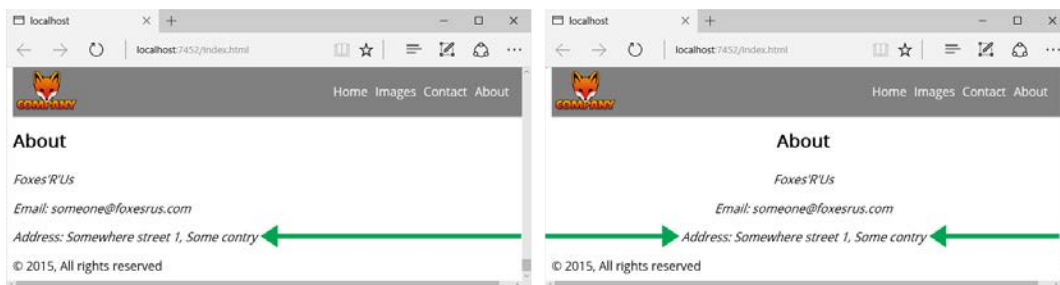 localhost
localhost:7452/index.html
COMPANY
Home Images Contact About
About
Foxes'R'Us
Email: someone@foxesrus.com
Address: Somewhere street 1, Some contry
© 2015, All rights reserved
localhost
localhost:7452/index.html
COMPANY
Home Images Contact About
About
Foxes'R'Us
Email: someone@foxesrus.com
Address: Somewhere street 1, Some contry
© 2015, All rights reserved